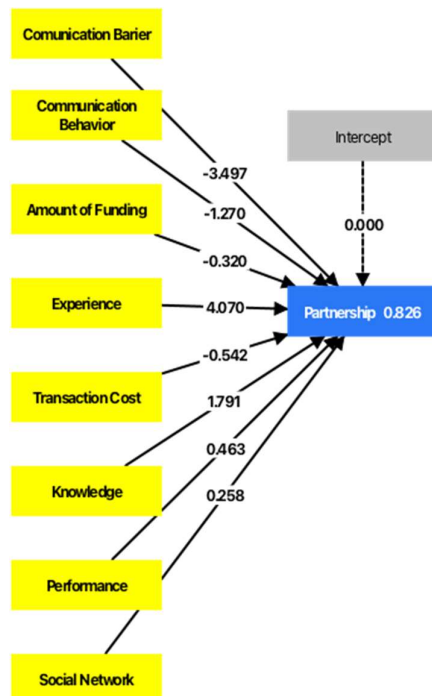 Comunication Barier
Communication
Behavior
Intercept
-3.497
-1.270
Amount of Funding
0.000
-0.320
Experience
4.070
Partnership 0.826
-0.542
Transaction Cost
1.791
0.463
Knowledge
0.258
Performance
Social Network